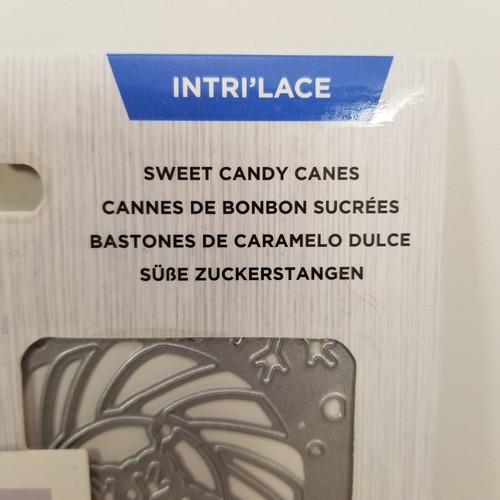 INTRI'LACE
SWEET CANDY CANES
CANNES DE BONBON SUCRÉES
BASTONES DE CARAMELO DULCE
SÜßE ZUCKERSTANGEN